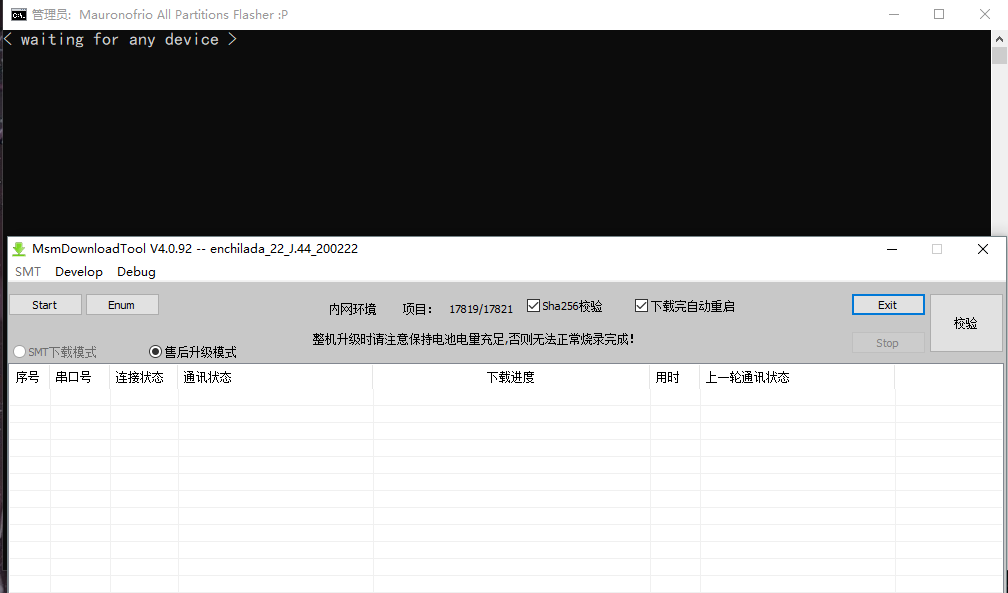 管理员: Mauronofrio All Partitions Flasher :P
< waiting for any device >
MsmDownloadTool V4.0.92 -- enchilada_22_J.44_200222
SMT Develop Debug
Start Enum 内网环境 项目: 17819/17821 Sha256校验 下载完自动重启 Exit 校验
整机升级时请注意保持电池电量充足,否则无法正常烧录完成! Stop
SMT下载模式 售后升级模式
序号 串口号 连接状态 通讯状态 下载进度 用时 上一轮通讯状态